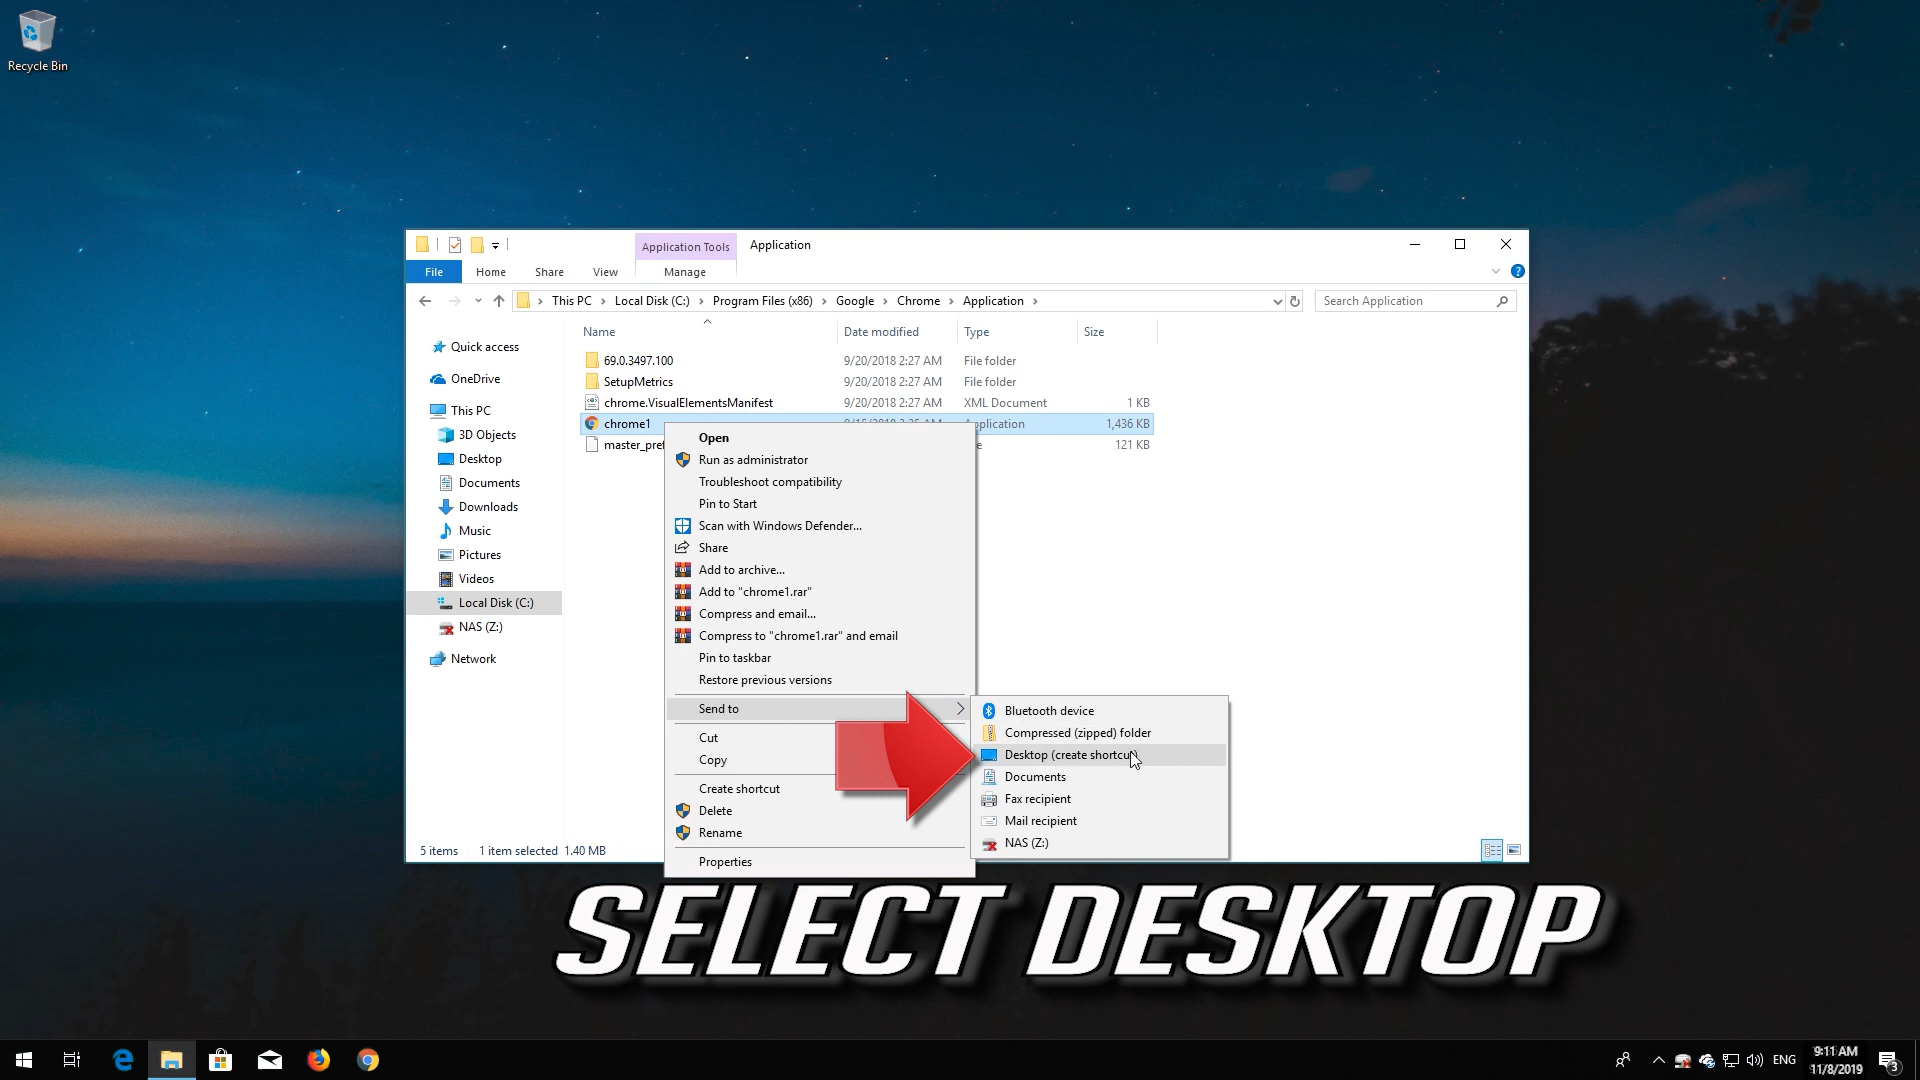 Recycle Bin
Application Tools
Application
File
Home
Share
View
Manage
This PC
Local Disk (C:)
Program Files (x86)
Google
Chrome
Application
Search Application
Name
Date modified
Type
Size
Quick access
OneDrive
This PC
3D Objects
Desktop
Documents
Downloads
Music
Pictures
Videos
Local Disk (C:)
NAS (Z:)
Network
69.0.3497.100 9/20/2018 2:27 AM File folder
SetupMetrics 9/20/2018 2:27 AM File folder
chrome.VisualElementsManifest 9/20/2018 2:27 AM XML Document 1 KB
chrome1 Application 1,436 KB
master_pref 121 KB
Open
Run as administrator
Troubleshoot compatibility
Pin to Start
Scan with Windows Defender...
Share
Add to archive...
Add to "chrome1.rar"
Compress and email...
Compress to "chrome1.rar" and email
Pin to taskbar
Restore previous versions
Send to
Cut
Copy
Create shortcut
Delete
Rename
Properties
Bluetooth device
Compressed (zipped) folder
Desktop (create shortcut)
Documents
Fax recipient
Mail recipient
NAS (Z:)
5 items 1 item selected 1.40 MB
SELECT DESKTOP
ENG
9:11 AM
11/8/2019
3